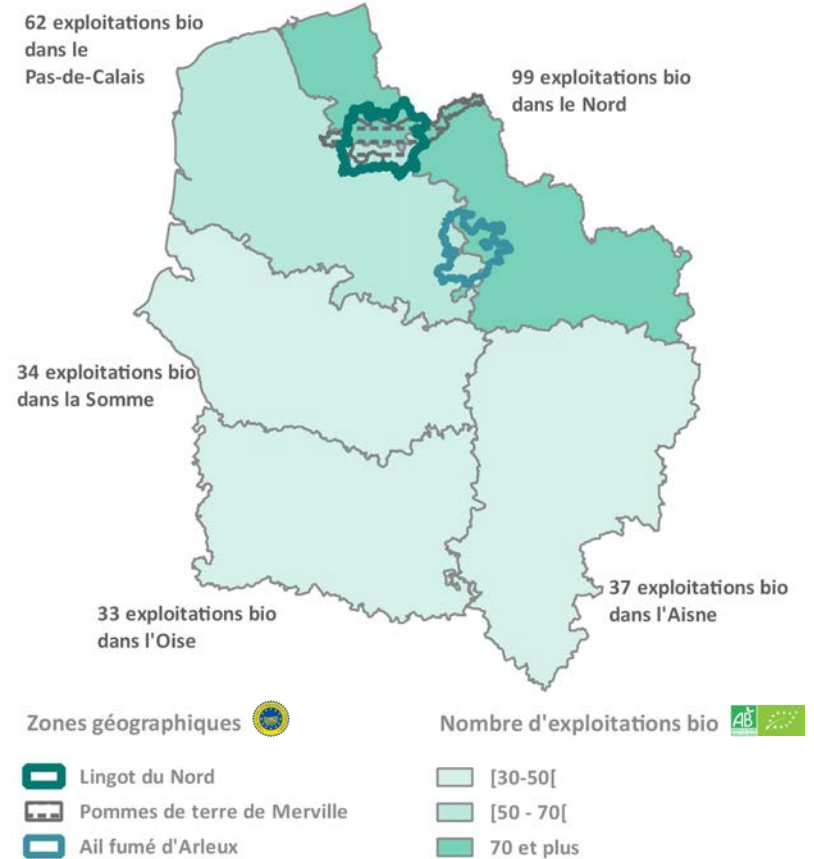 62 exploitations bio
dans le
Pas-de-Calais
99 exploitations bio
dans le Nord
34 exploitations bio
dans la Somme
33 exploitations bio
dans l'Oise
37 exploitations bio
dans l'Aisne
Zones géographiques
Lingot du Nord
Pommes de terre de Merville
Ail fumé d'Arleux
Nombre d'exploitations bio
AB
[30-50[
[50 - 70[
70 et plus